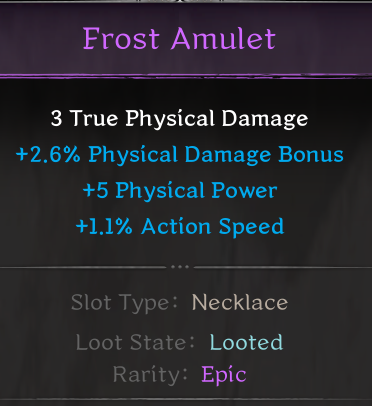 Frost Amulet
3 True Physical Damage
+2.6% Physical Damage Bonus
+5 Physical Power
+1.1% Action Speed
Slot Type: Necklace
Loot State: Looted
Rarity: Epic